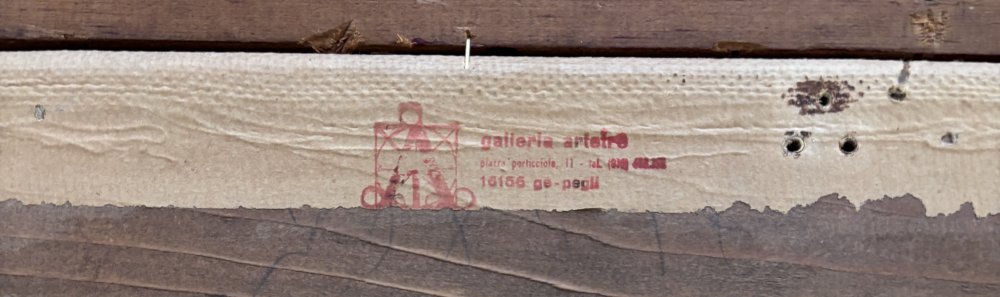 galleria artetre
piazza porticciolo, 11 - tel. (010)
16156 ge-pegli